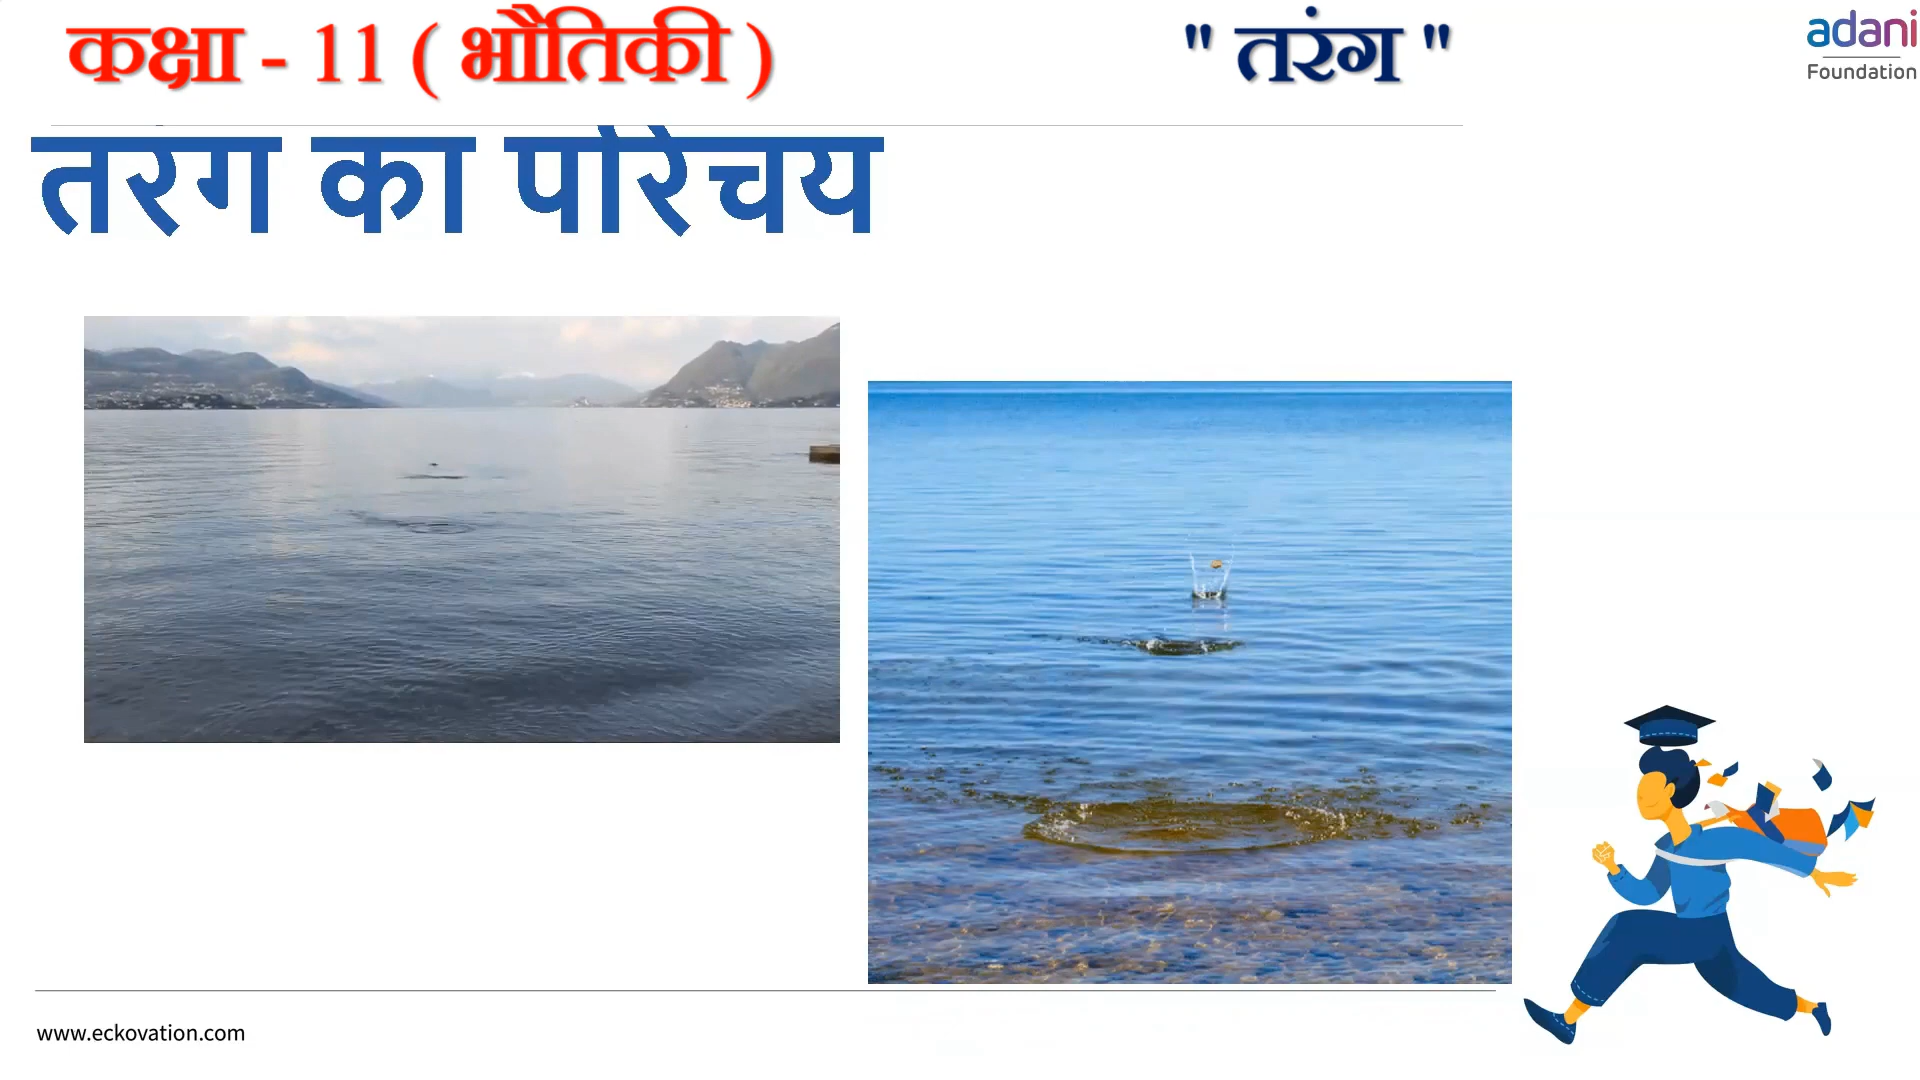 कक्षा - 11 ( भौतिकी )
" तरंग "
adani
Foundation
तरंग का परिचय
www.eckovation.com